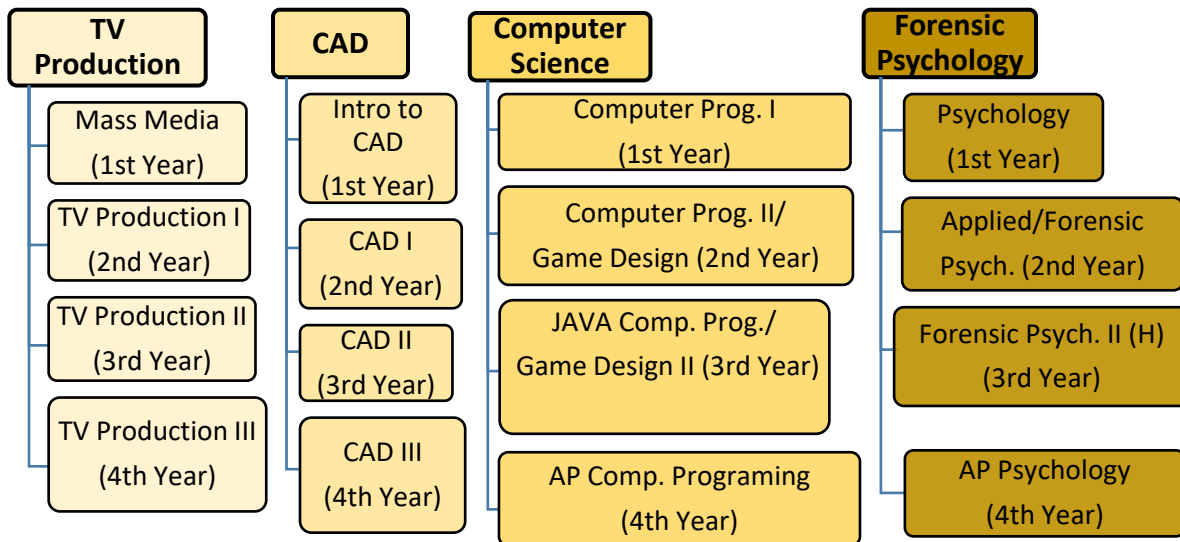 TV
Production
Mass Media
(1st Year)
TV Production I
(2nd Year)
TV Production II
(3rd Year)
TV Production III
(4th Year)
CAD
Intro to
CAD
(1st Year)
CAD I
(2nd Year)
CAD II
(3rd Year)
CAD III
(4th Year)
Computer
Science
Computer Prog. I
(1st Year)
Computer Prog. II/
Game Design (2nd Year)
JAVA Comp. Prog./
Game Design II (3rd Year)
AP Comp. Programing
(4th Year)
Forensic
Psychology
Psychology
(1st Year)
Applied/Forensic
Psych. (2nd Year)
Forensic Psych. II (H)
(3rd Year)
AP Psychology
(4th Year)